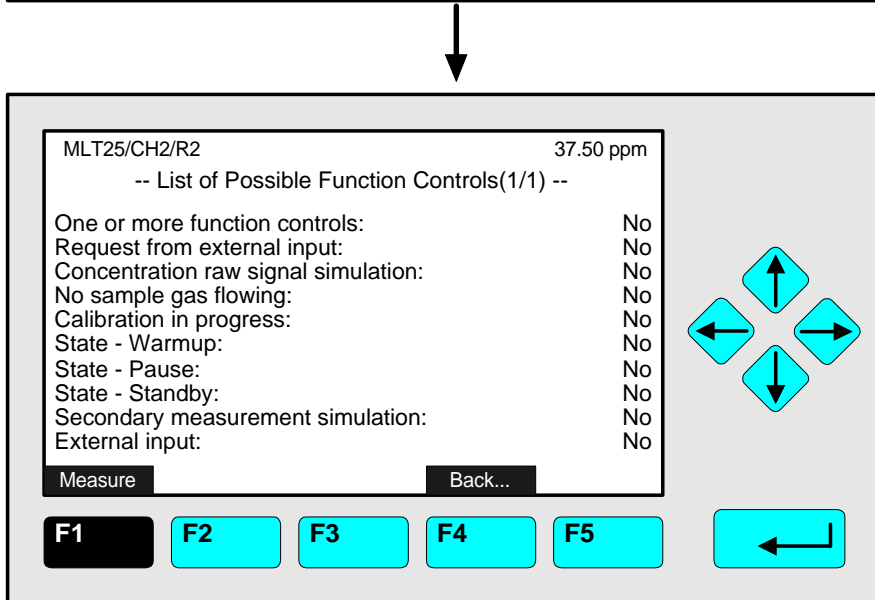 MLT25/CH2/R2 37.50 ppm
-- List of Possible Function Controls(1/1) --
One or more function controls: No
Request from external input: No
Concentration raw signal simulation: No
No sample gas flowing: No
Calibration in progress: No
State - Warmup: No
State - Pause: No
State - Standby: No
Secondary measurement simulation: No
External input: No
Measure Back...
F1 F2 F3 F4 F5